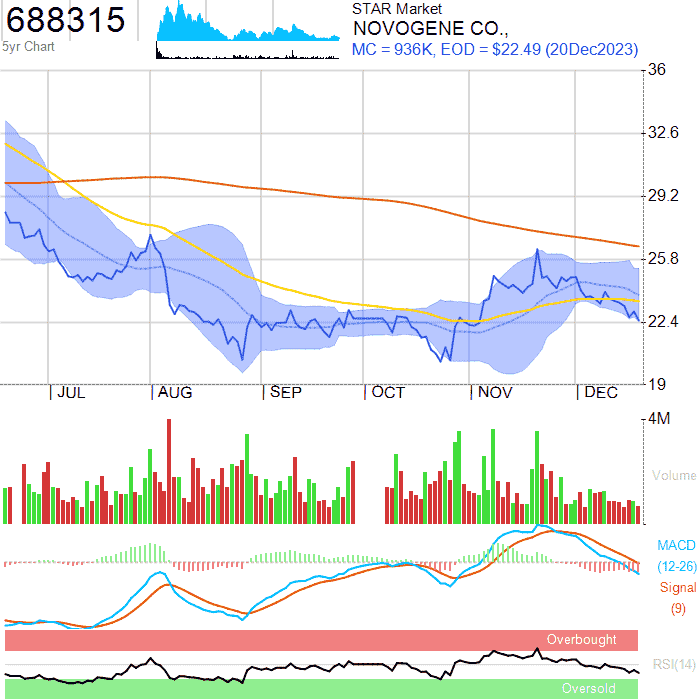 688315
5yr Chart
STAR Market
NOVOGENE CO.,
MC = 936K, EOD = $22.49 (20Dec2023)
36
32.6
29.2
25.8
22.4
19
JUL AUG SEP OCT NOV DEC
4M
Volume
MACD
(12-26)
Signal
(9)
Overbought
RSI(14)
Oversold